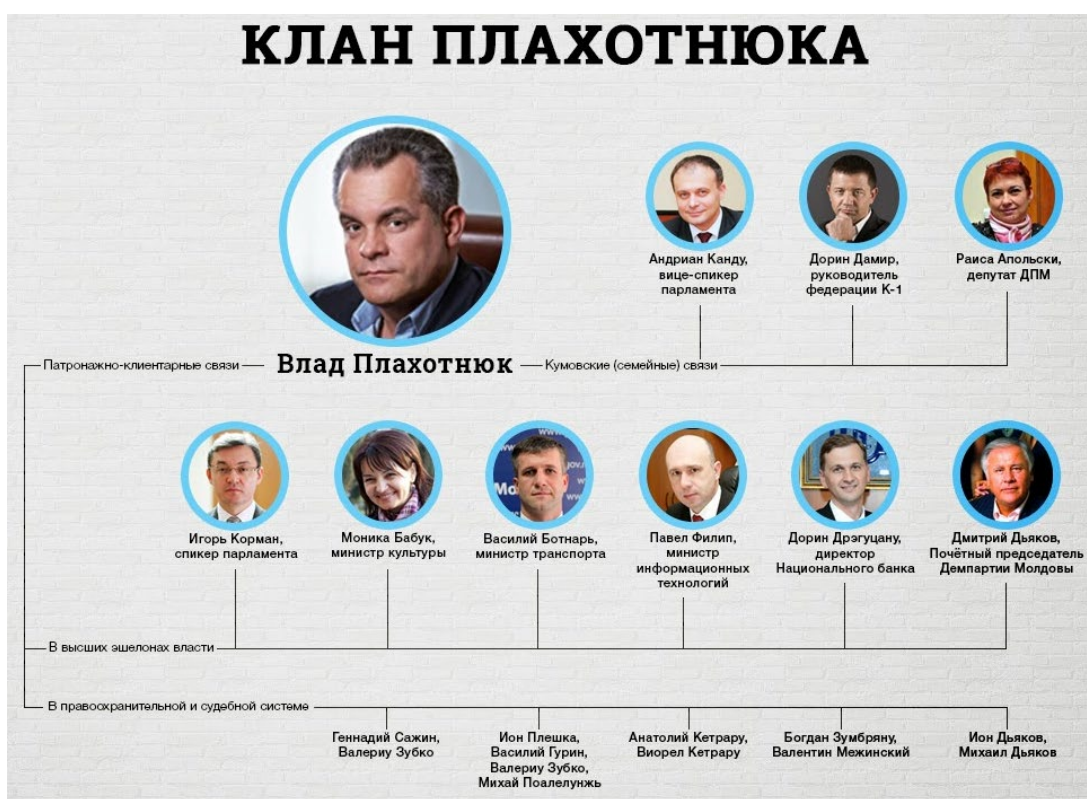 КЛАН ПЛАХОТНЮКА
Андриан Канду,
вице-спикер
парламента
Дорин Дамир,
руководитель
федерации К-1
Раиса Апольски,
депутат ДПМ
Патронажно-клиентарные связи
Влад Плахотнюк
Кумовские (семейные) связи
Игорь Корман,
спикер парламента
Моника Бабук,
министр культуры
Василий Ботнарь,
министр транспорта
Павел Филип,
министр
информационных
технологий
Дорин Дрэгуцану,
директор
Национального банка
Дмитрий Дьяков,
Почётный председатель
Демпартии Молдовы
В высших эшелонах власти
В правоохранительной и судебной системе
Геннадий Сажин,
Валериу Зубко
Ион Плешка,
Василий Гурин,
Валериу Зубко,
Михай Поалелунжь
Анатолий Кетрару,
Виорел Кетрару
Богдан Зумбряну,
Валентин Межинский
Ион Дьяков,
Михаил Дьяков